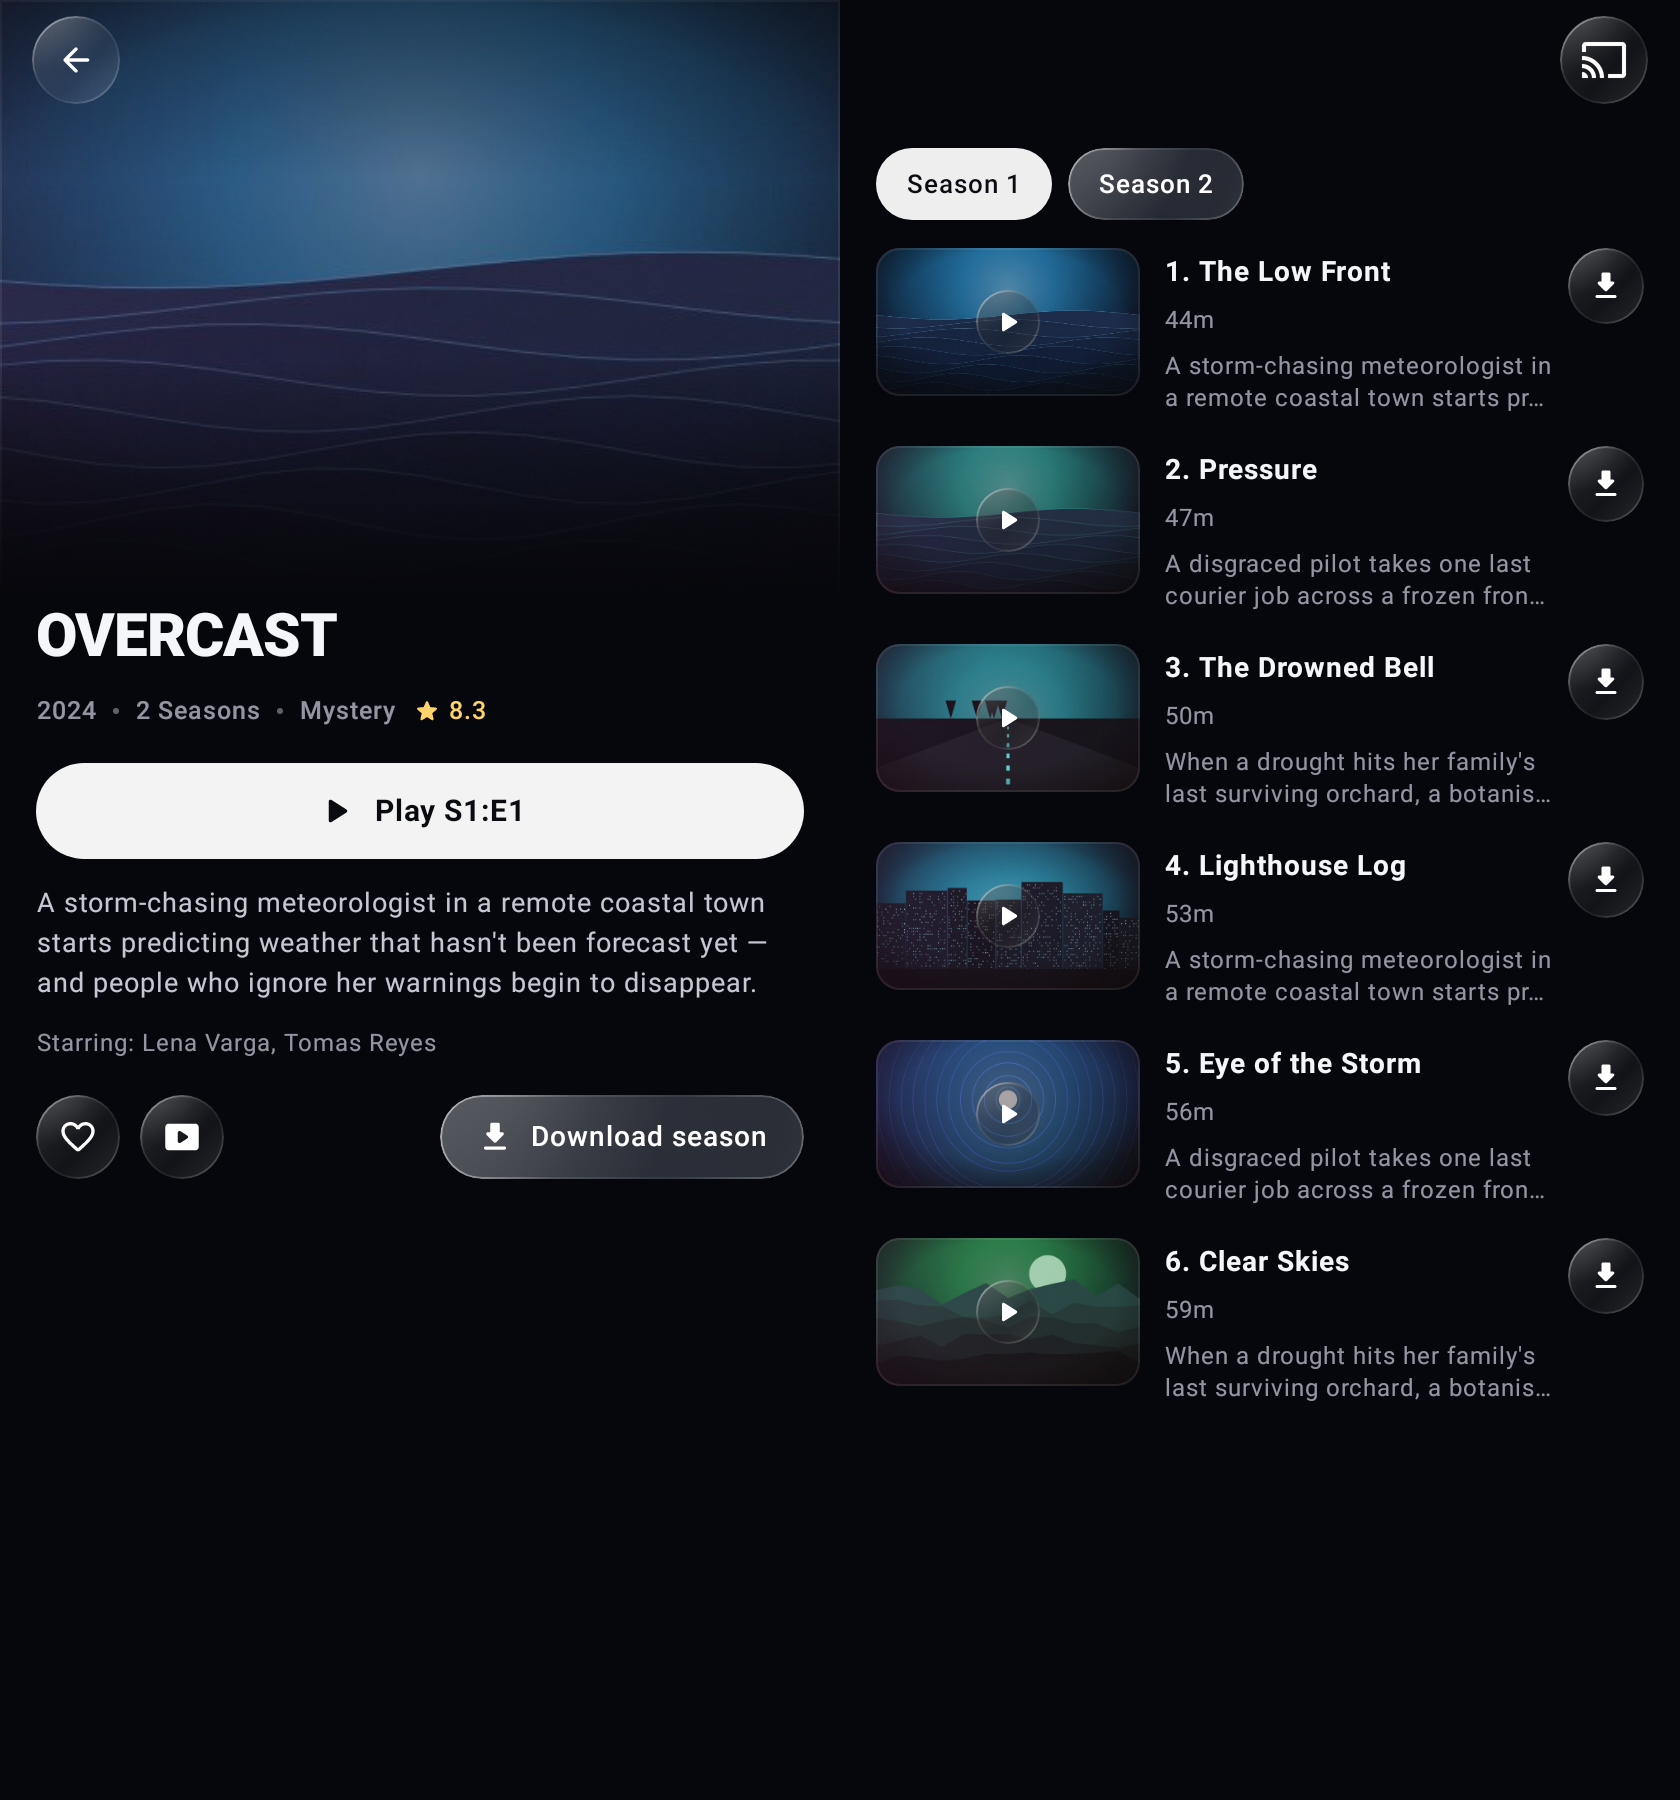 OVERCAST
2024 • 2 Seasons • Mystery 8.3
Play S1:E1
A storm-chasing meteorologist in a remote coastal town
starts predicting weather that hasn't been forecast yet —
and people who ignore her warnings begin to disappear.
Starring: Lena Varga, Tomas Reyes
Download season
Season 1
Season 2
1. The Low Front
44m
A storm-chasing meteorologist in
a remote coastal town starts pr…
2. Pressure
47m
A disgraced pilot takes one last
courier job across a frozen fron…
3. The Drowned Bell
50m
When a drought hits her family's
last surviving orchard, a botanis…
4. Lighthouse Log
53m
A storm-chasing meteorologist in
a remote coastal town starts pr…
5. Eye of the Storm
56m
A disgraced pilot takes one last
courier job across a frozen fron…
6. Clear Skies
59m
When a drought hits her family's
last surviving orchard, a botanis…